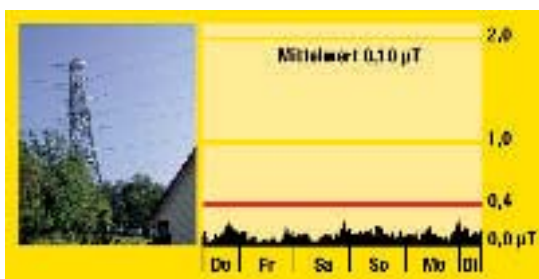 2,0
Mittelwert 0,10 µT
1,0
0,4
0,0 µT
Do Fr Sa So Mo Di